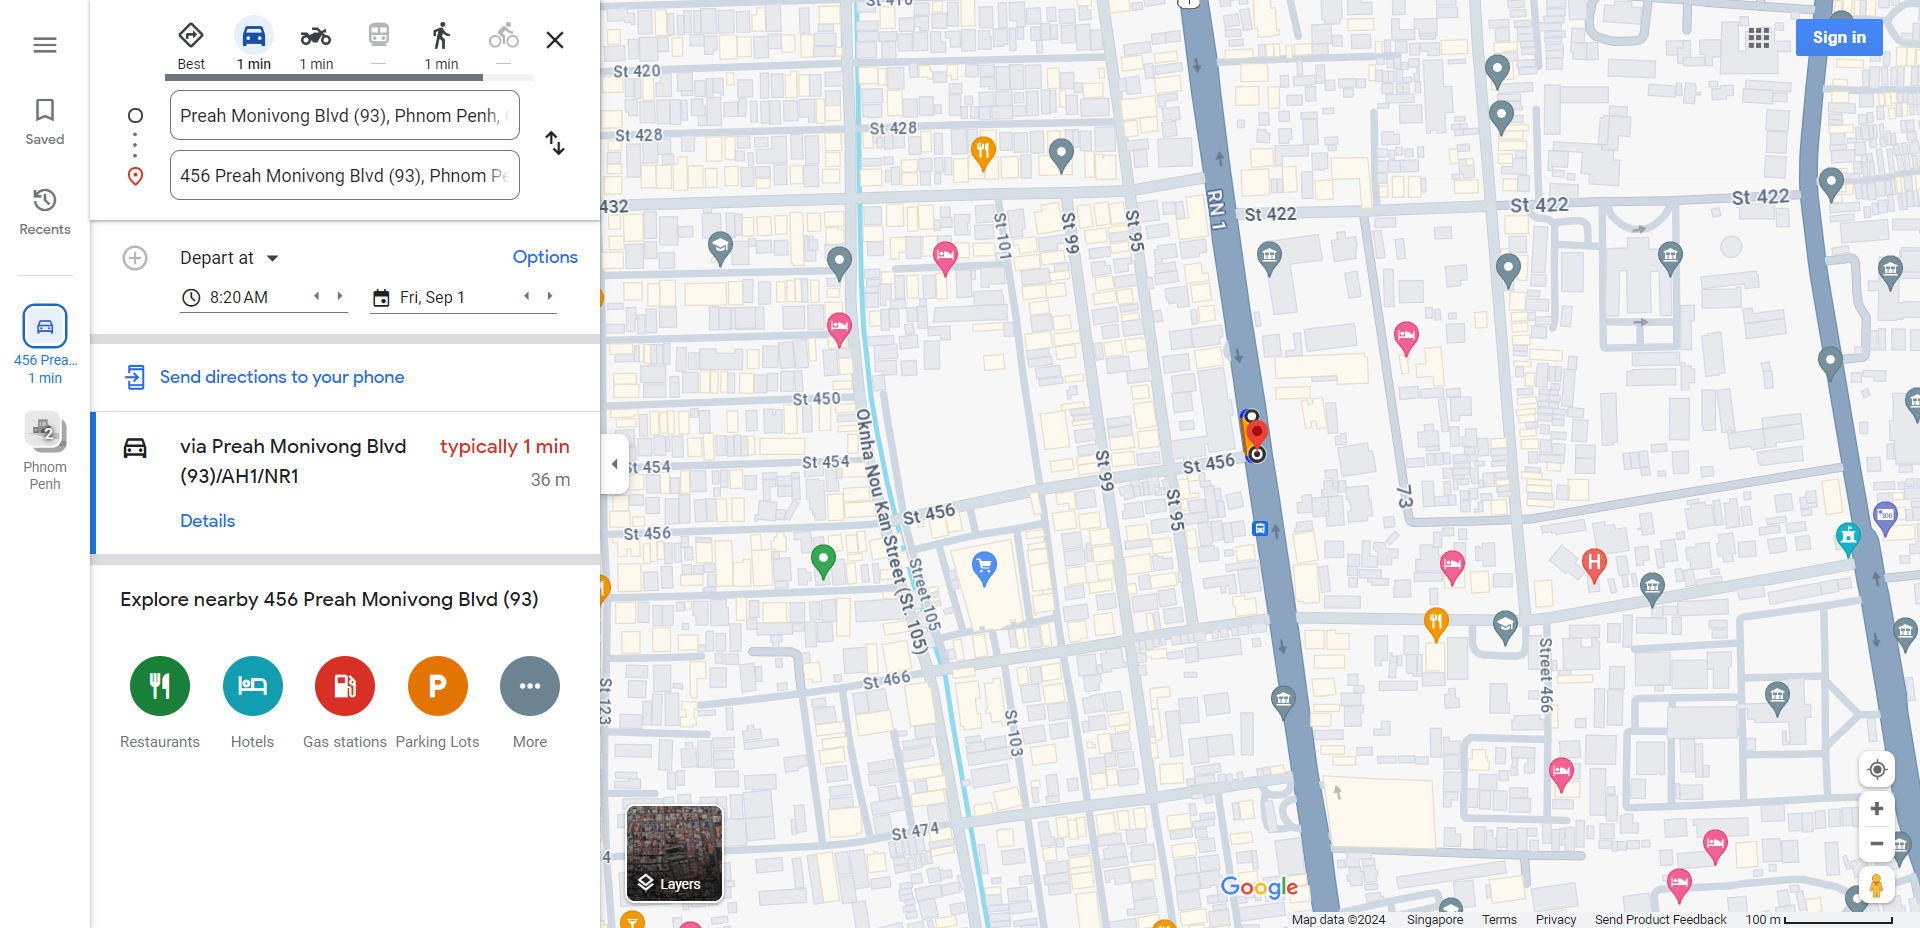 Best
1 min
1 min
—
1 min
—
Saved
Recents
456 Prea...
1 min
2
Phnom
Penh
Preah Monivong Blvd (93), Phnom Penh,
456 Preah Monivong Blvd (93), Phnom Pe
Depart at
Options
8:20 AM
Fri, Sep 1
Send directions to your phone
via Preah Monivong Blvd
(93)/AH1/NR1
typically 1 min
36 m
Details
Explore nearby 456 Preah Monivong Blvd (93)
P
Restaurants
Hotels
Gas stations
Parking Lots
More
Sign in
St 420
St 428
St 428
432
St 101
St 99
St 95
RN 1
St 422
St 422
St 422
St 450
St 454
St 454
St 456
St 456
St 456
St 99
St 95
73
Oknha Nou Kan Street (St. 105)
Street 105
H
St 123
St 466
St 103
Street 466
St 474
4
Layers
Google
Map data ©2024
Singapore
Terms
Privacy
Send Product Feedback
100 m